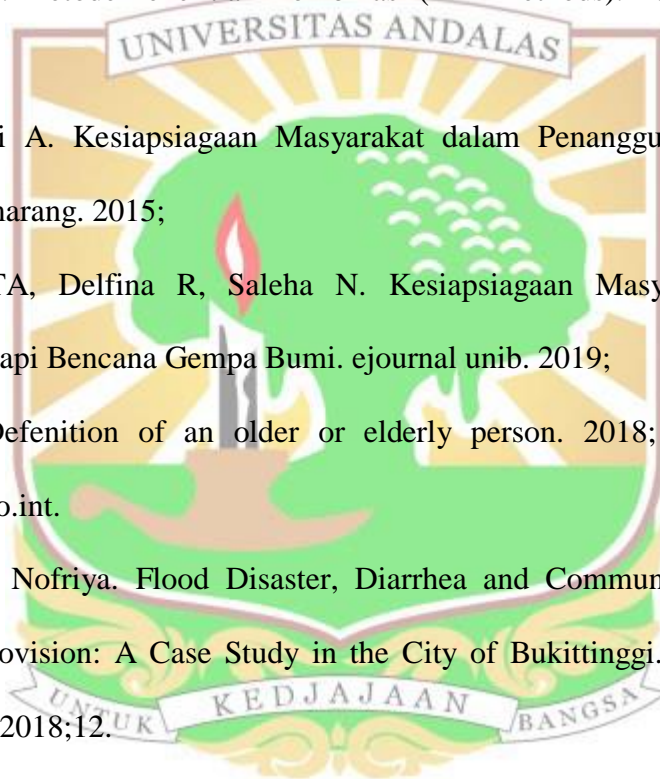 UNIVERSITAS ANDALAS
i A. Kesiapsiagaan Masyarakat dalam Penanggu
narang. 2015;
TA, Delfina R, Saleha N. Kesiapsiagaan Masy
api Bencana Gempa Bumi. ejournal unib. 2019;
Defenition of an older or elderly person. 2018;
o.int.
Nofriya. Flood Disaster, Diarrhea and Commun
ovision: A Case Study in the City of Bukittinggi.
2018;12.
UNTUK KEDJAJAAN BANGSA